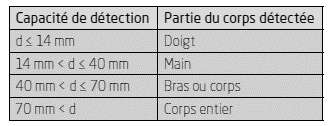 Capacité de détection Partie du corps détectée
d ≤ 14 mm Doigt
14 mm < d ≤ 40 mm Main
40 mm < d ≤ 70 mm Bras ou corps
70 mm < d Corps entier